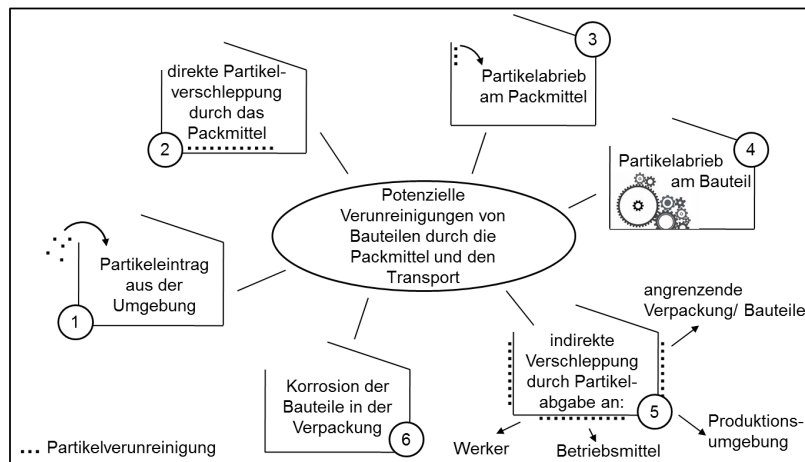 direkte Partikel-
verschleppung
durch das
Packmittel
2
3
Partikelabrieb
am Packmittel
4
Partikelabrieb
am Bauteil
Potenzielle
Verunreinigungen von
Bauteilen durch die
Packmittel und den
Transport
Partikeleintrag
aus der
Umgebung
1
angrenzende
Verpackung/ Bauteile
indirekte
Verschleppung
durch Partikel-
abgabe an:
5
Werker
Betriebsmittel
Produktions-
umgebung
Korrosion der
Bauteile in der
Verpackung
6
Partikelverunreinigung